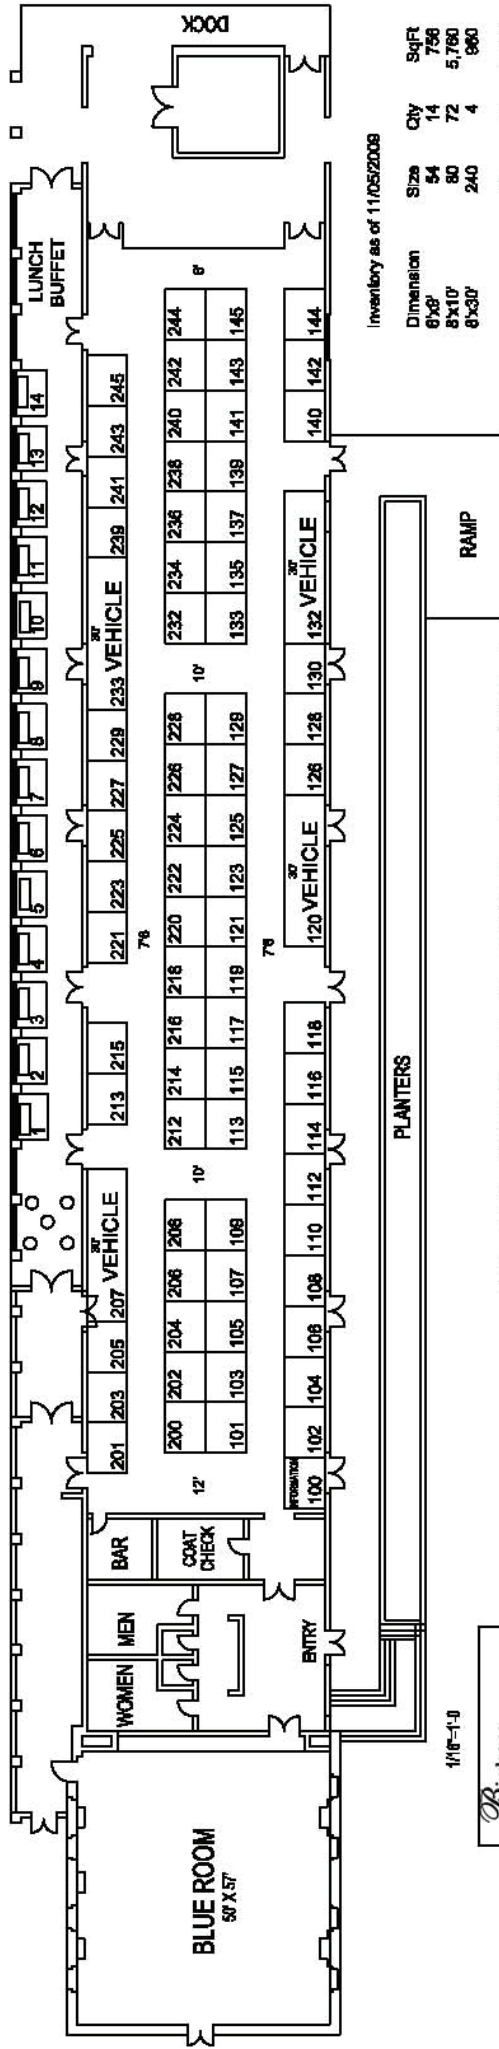 DOCK
LUNCH
BUFFET
1 2 3 4 5 6 7 8 9 10 11 12 13 14
201 203 205 207 30' VEHICLE 213 215 221 223 225 227 229 233 30' VEHICLE 239 241 243 245
7'6
200 202 204 206 208 10' 212 214 216 218 220 222 224 226 228 10' 232 234 236 238 240 242 244 8'
101 103 105 107 109 113 115 117 119 121 123 125 127 129 133 135 137 139 141 143 145
12'
7'6
INFORMATION
100 102 104 106 108 110 112 114 116 118 120 30' VEHICLE 126 128 130 132 30' VEHICLE 140 142 144
BAR
COAT
CHECK
MEN
WOMEN
ENTRY
BLUE ROOM
50' X 57'
PLANTERS
RAMP
1/16"=1'-0
Inventory as of 11/05/2009
Dimension Size Qty SqFt
6'x9' 54 14 756
8'x10' 80 72 5,760
8'x30' 240 4 960